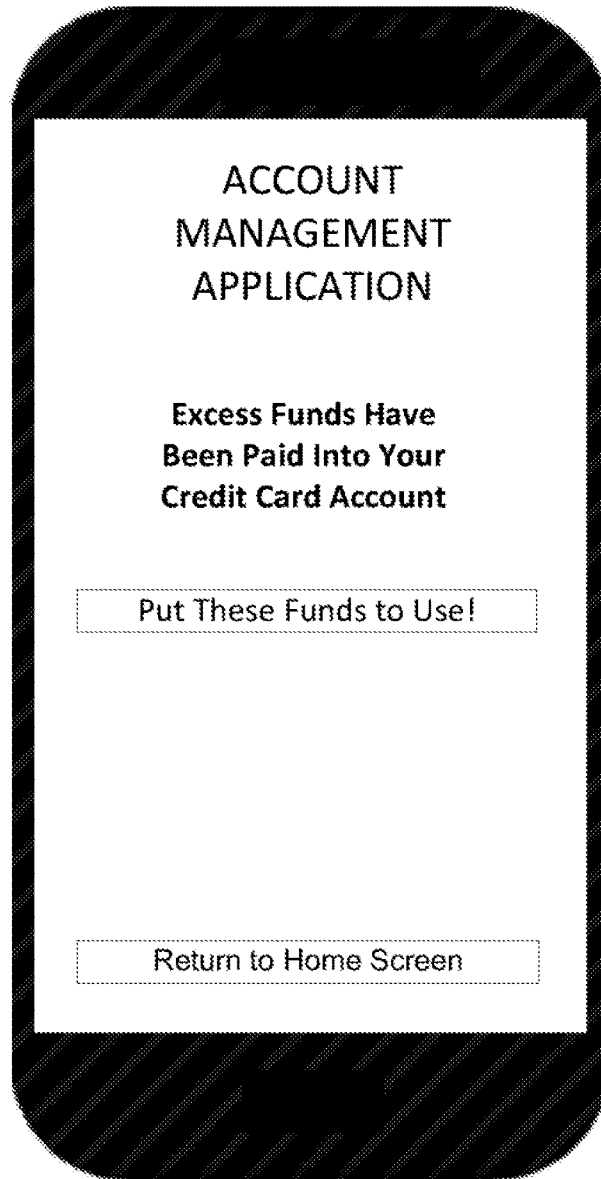 ACCOUNT
MANAGEMENT
APPLICATION
Excess Funds Have
Been Paid Into Your
Credit Card Account
Put These Funds to Use!
Return to Home Screen